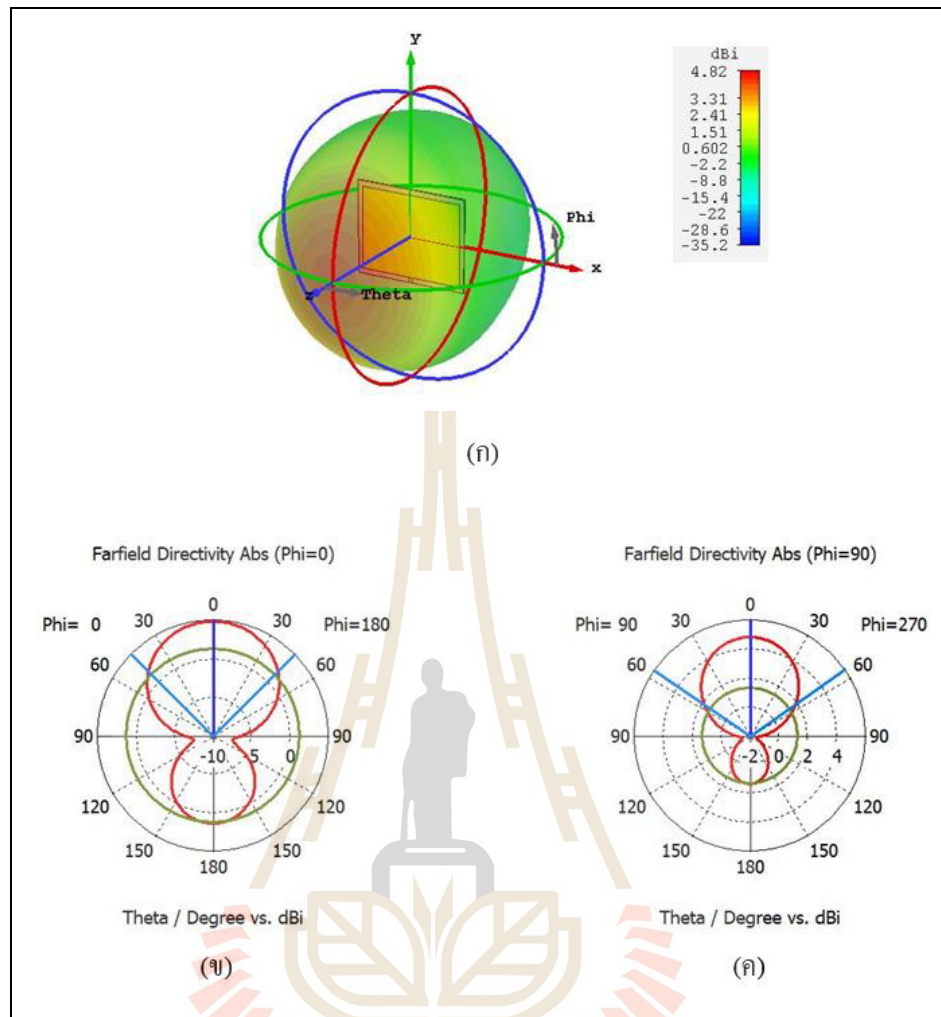 Y
dBi
4.82
3.31
2.41
1.51
0.602
-2.2
-8.8
-15.4
-22
-28.6
-35.2
Phi
x
z
Theta
(ก)
Farfield Directivity Abs (Phi=0)
0
30 30
Phi= 0 Phi=180
60 60
90 -10 5 0 90
120 120
150 150
180
Theta / Degree vs. dBi
(ข)
Farfield Directivity Abs (Phi=90)
0
30 30
Phi= 90 Phi=270
60 60
90 -2 0 2 4 90
120 120
150 150
180
Theta / Degree vs. dBi
(ค)